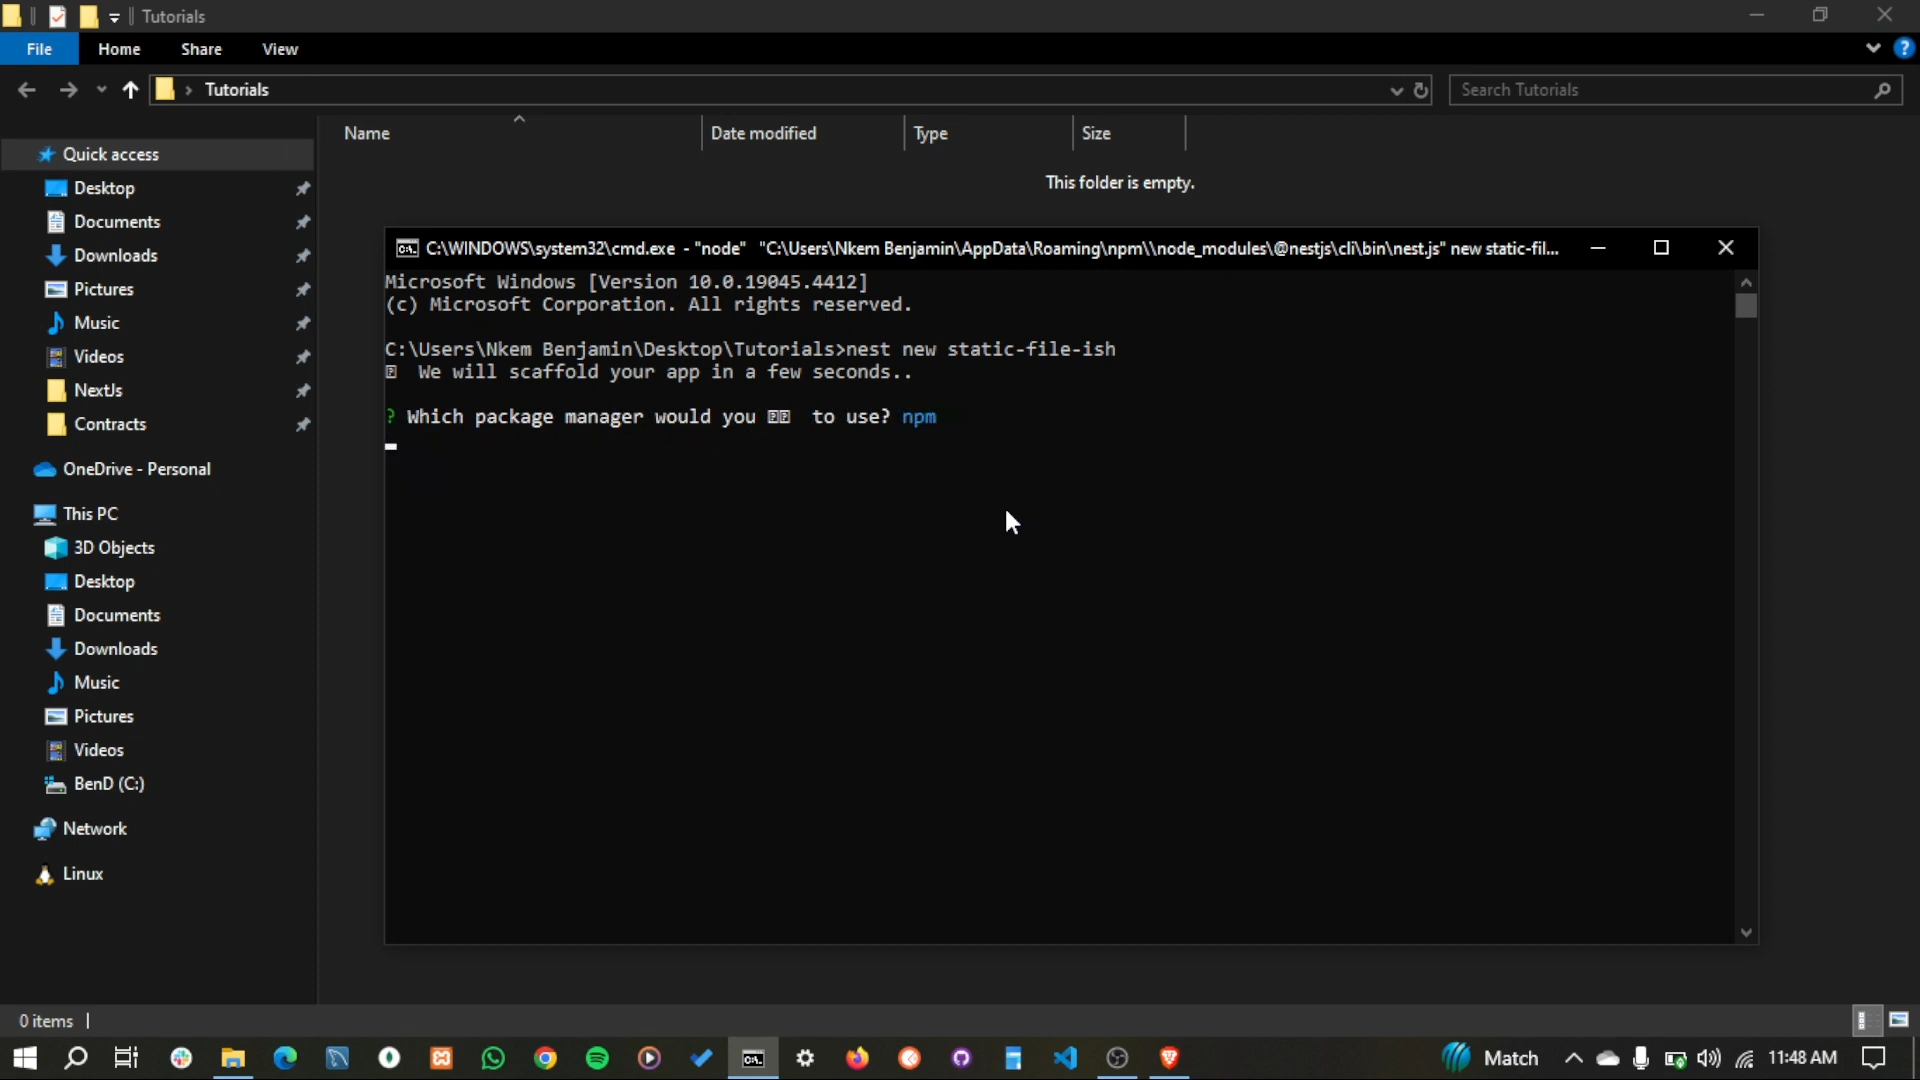 Tutorials
File Home Share View
Tutorials
Search Tutorials
Name Date modified Type Size
This folder is empty.
Quick access
Desktop
Documents
Downloads
Pictures
Music
Videos
NextJs
Contracts
OneDrive - Personal
This PC
3D Objects
Desktop
Documents
Downloads
Music
Pictures
Videos
BenD (C:)
Network
Linux
C:\WINDOWS\system32\cmd.exe - "node" "C:\Users\Nkem Benjamin\AppData\Roaming\npm\\node_modules\@nestjs\cli\bin\nest.js" new static-fil...
Microsoft Windows [Version 10.0.19045.4412]
(c) Microsoft Corporation. All rights reserved.
C:\Users\Nkem Benjamin\Desktop\Tutorials>nest new static-file-ish
We will scaffold your app in a few seconds..
? Which package manager would you to use? npm
0 items
Match 11:48 AM